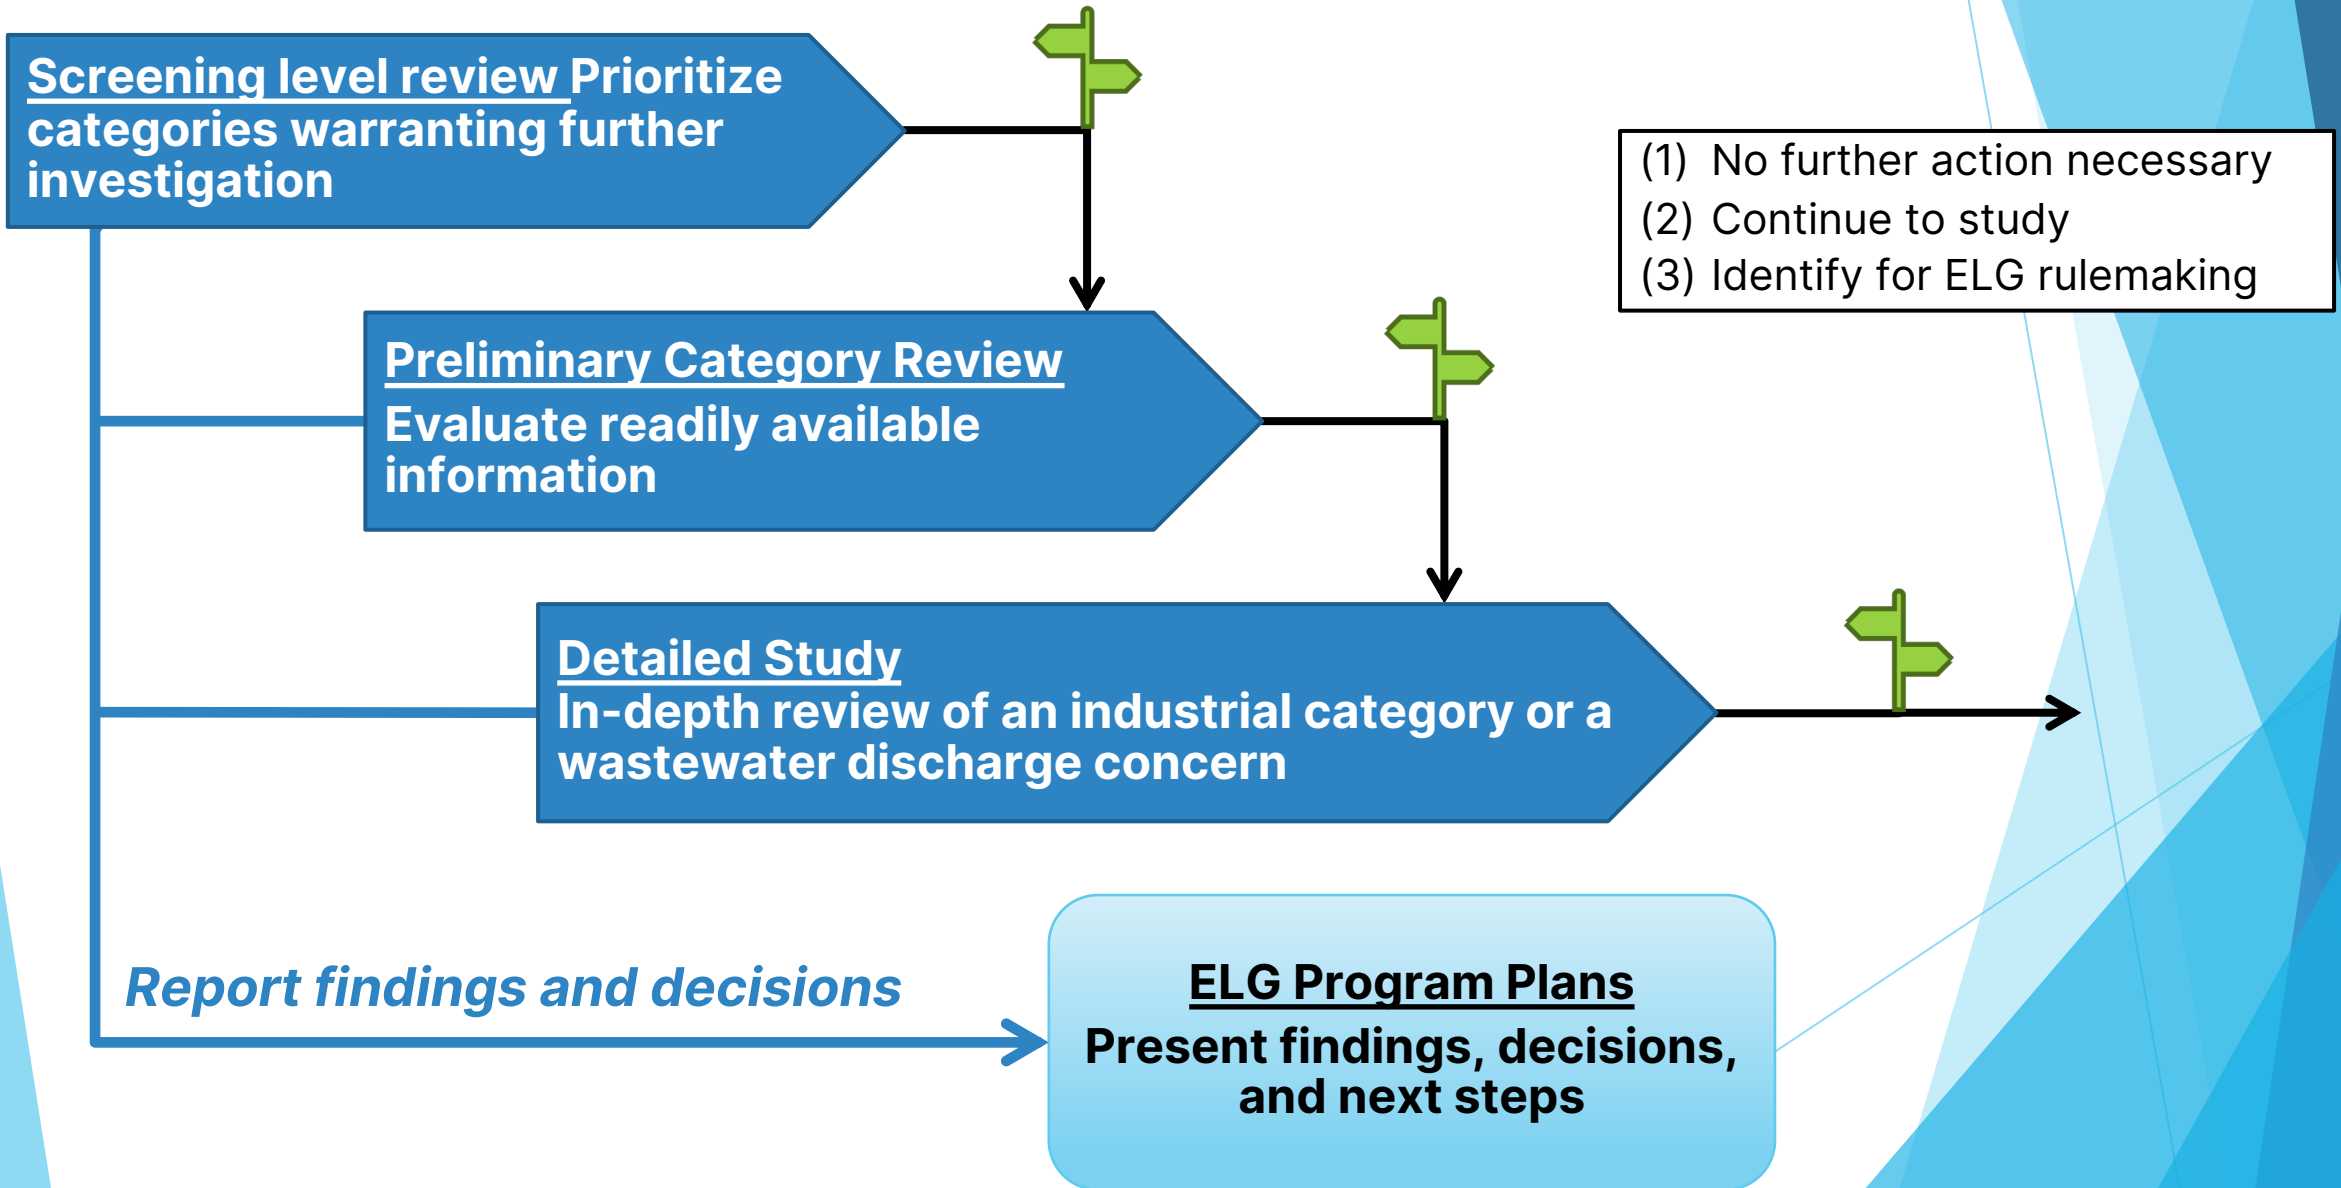 Screening level review Prioritize
categories warranting further
investigation
(1) No further action necessary
(2) Continue to study
(3) Identify for ELG rulemaking
Preliminary Category Review
Evaluate readily available
information
Detailed Study
In-depth review of an industrial category or a
wastewater discharge concern
Report findings and decisions
ELG Program Plans
Present findings, decisions,
and next steps